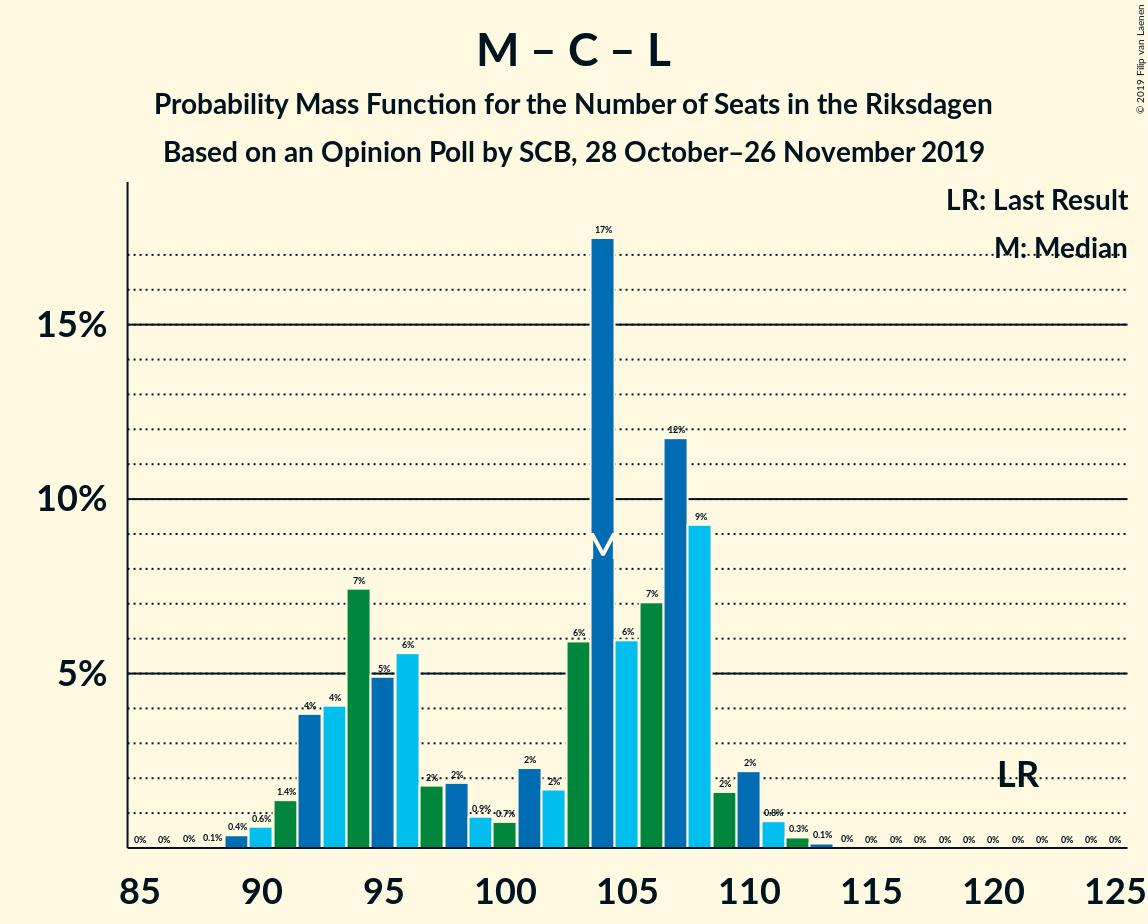 M – C – L
Probability Mass Function for the Number of Seats in the Riksdagen
Based on an Opinion Poll by SCB, 28 October–26 November 2019
© 2019 Filip van Laenen
LR: Last Result
M: Median
15%
10%
5%
0% 0% 0% 0.1% 0.4% 0.6% 1.4% 4% 4% 7% 5% 6% 2% 2% 0.9% 0.7% 2% 2% 6% 17% 6% 7% 12% 9% 2% 2% 0.8% 0.3% 0.1% 0% 0% 0% 0% 0% 0% 0% 0% 0% 0% 0% 0%
M
LR
85 90 95 100 105 110 115 120 125